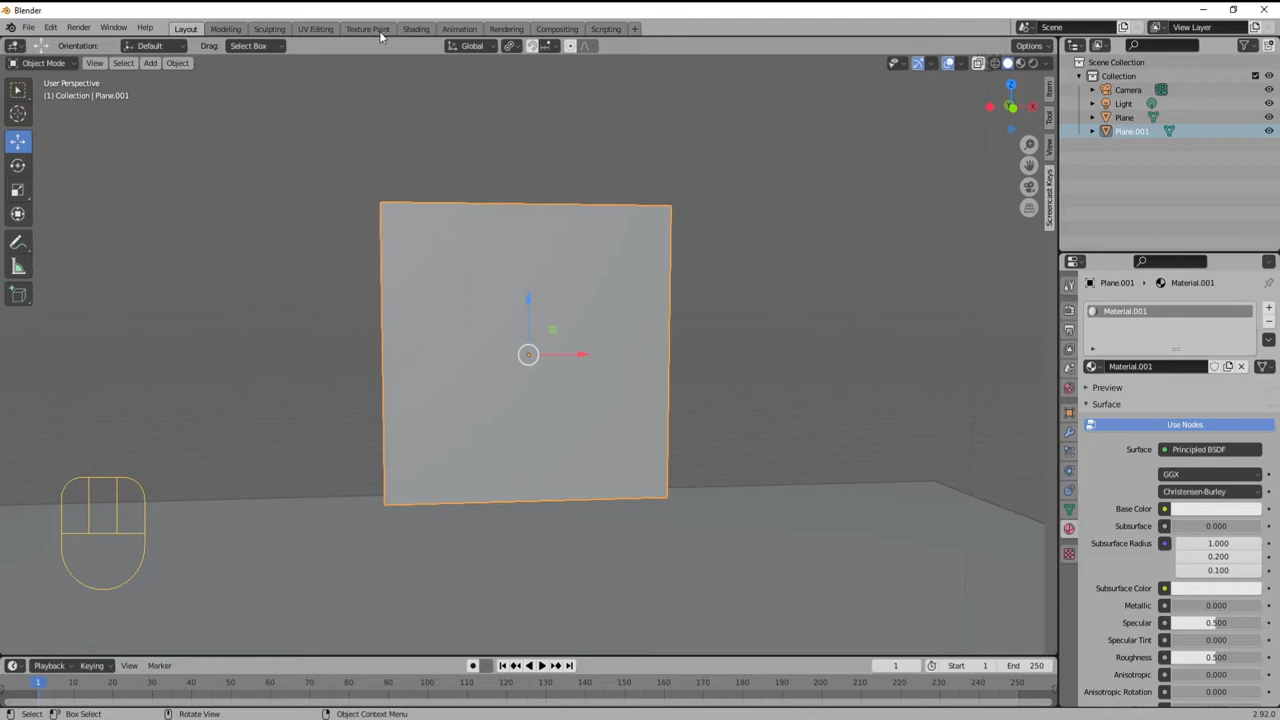 Blender
File Edit Render Window Help Layout Modeling Sculpting UV Editing Texture Paint Shading Animation Rendering Compositing Scripting + Scene View Layer
Orientation: Default Drag: Select Box Global Options
Object Mode View Select Add Object
User Perspective
(1) Collection | Plane.001
Z
X
Y
Item
Tool
View
Screencast Keys
Scene Collection
Collection
Camera
Light
Plane
Plane.001
Plane.001 Material.001
Material.001
Material.001
Preview
Surface
Use Nodes
Surface Principled BSDF
GGX
Christensen-Burley
Base Color
Subsurface 0.000
Subsurface Radius 1.000
0.200
0.100
Subsurface Color
Metallic 0.000
Specular 0.500
Specular Tint 0.000
Roughness 0.500
Anisotropic 0.000
Anisotropic Rotation 0.000
Playback Keying View Marker 1 Start 1 End 250
1 10 20 30 40 50 60 70 80 90 100 110 120 130 140 150 160 170 180 190 200 210 220 230 240 250
Select Box Select Rotate View Object Context Menu 2.92.0